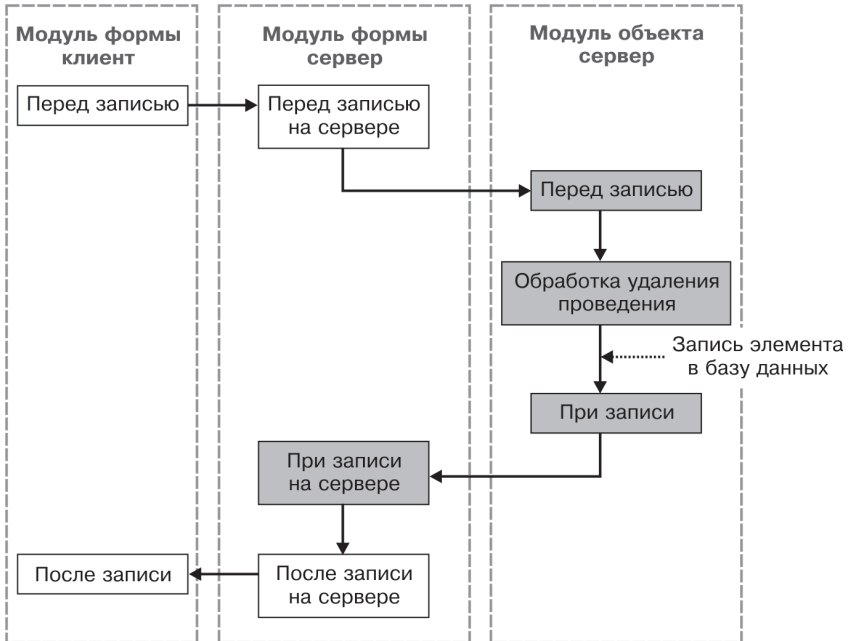 Модуль формы
клиент
Модуль формы
сервер
Модуль объекта
сервер
Перед записью
Перед записью
на сервере
Перед записью
Обработка удаления
проведения
Запись элемента
в базу данных
При записи
При записи
на сервере
После записи
После записи
на сервере